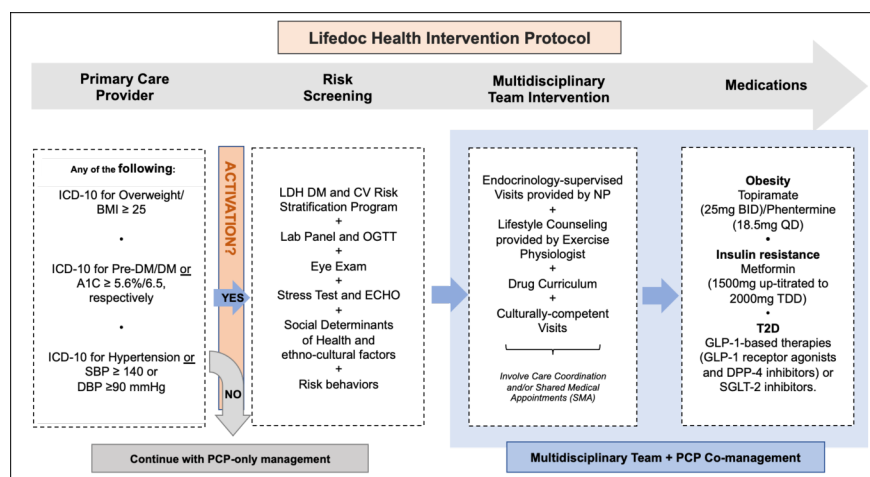 Lifedoc Health Intervention Protocol
Primary Care
Provider
Risk
Screening
Multidisciplinary
Team Intervention
Medications
Any of the following:
ICD-10 for Overweight/
BMI ≥ 25
•
ICD-10 for Pre-DM/DM or
A1C ≥ 5.6%/6.5,
respectively
•
ICD-10 for Hypertension or
SBP ≥ 140 or
DBP ≥90 mmHg
ACTIVATION?
YES
NO
LDH DM and CV Risk
Stratification Program
+
Lab Panel and OGTT
+
Eye Exam
+
Stress Test and ECHO
+
Social Determinants
of Health and
ethno-cultural factors
+
Risk behaviors
Endocrinology-supervised
Visits provided by NP
+
Lifestyle Counseling
provided by Exercise
Physiologist
+
Drug Curriculum
+
Culturally-competent
Visits
Involve Care Coordination
and/or Shared Medical
Appointments (SMA)
Obesity
Topiramate
(25mg BID)/Phentermine
(18.5mg QD)
•
Insulin resistance
Metformin
(1500mg up-titrated to
2000mg TDD)
•
T2D
GLP-1-based therapies
(GLP-1 receptor agonists
and DPP-4 inhibitors) or
SGLT-2 inhibitors.
Continue with PCP-only management
Multidisciplinary Team + PCP Co-management